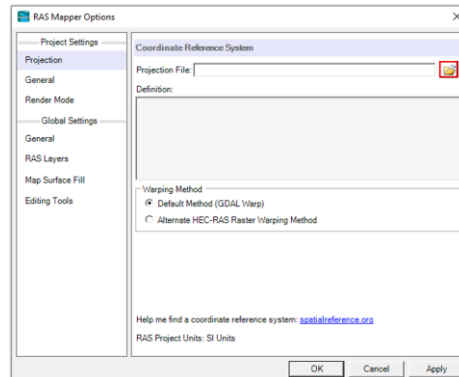 RAS Mapper Options
Project Settings
Projection
General
Render Mode
Global Settings
General
RAS Layers
Map Surface Fill
Editing Tools
Coordinate Reference System
Projection File:
Definition:
Warping Method
Default Method (GDAL Warp)
Alternate HEC-RAS Raster Warping Method
Help me find a coordinate reference system: spatialreference.org
RAS Project Units: SI Units
OK Cancel Apply